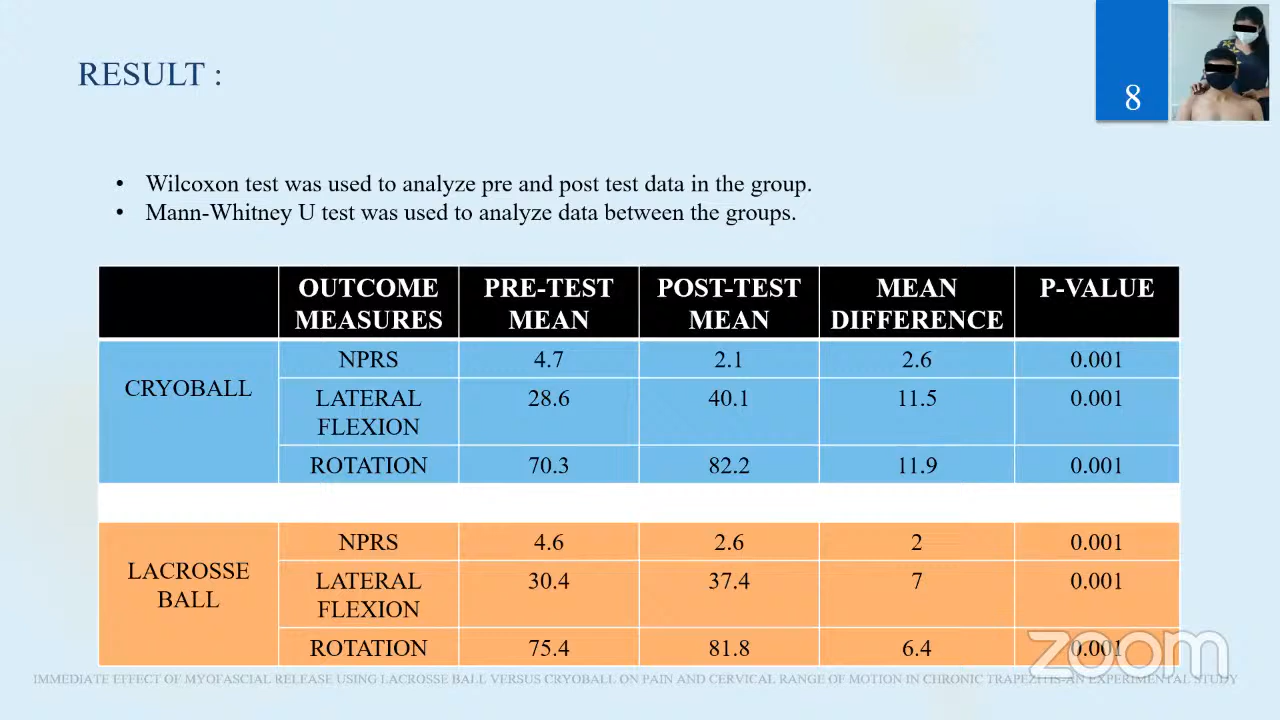 RESULT :
8
• Wilcoxon test was used to analyze pre and post test data in the group.
• Mann-Whitney U test was used to analyze data between the groups.
OUTCOME MEASURES PRE-TEST MEAN POST-TEST MEAN MEAN DIFFERENCE P-VALUE
CRYOBALL
NPRS 4.7 2.1 2.6 0.001
LATERAL FLEXION 28.6 40.1 11.5 0.001
ROTATION 70.3 82.2 11.9 0.001
LACROSSE BALL
NPRS 4.6 2.6 2 0.001
LATERAL FLEXION 30.4 37.4 7 0.001
ROTATION 75.4 81.8 6.4 0.001
zoom
IMMEDIATE EFFECT OF MYOFASCIAL RELEASE USING LACROSSE BALL VERSUS CRYOBALL ON PAIN AND CERVICAL RANGE OF MOTION IN CHRONIC TRAPEZITIS-AN EXPERIMENTAL STUDY